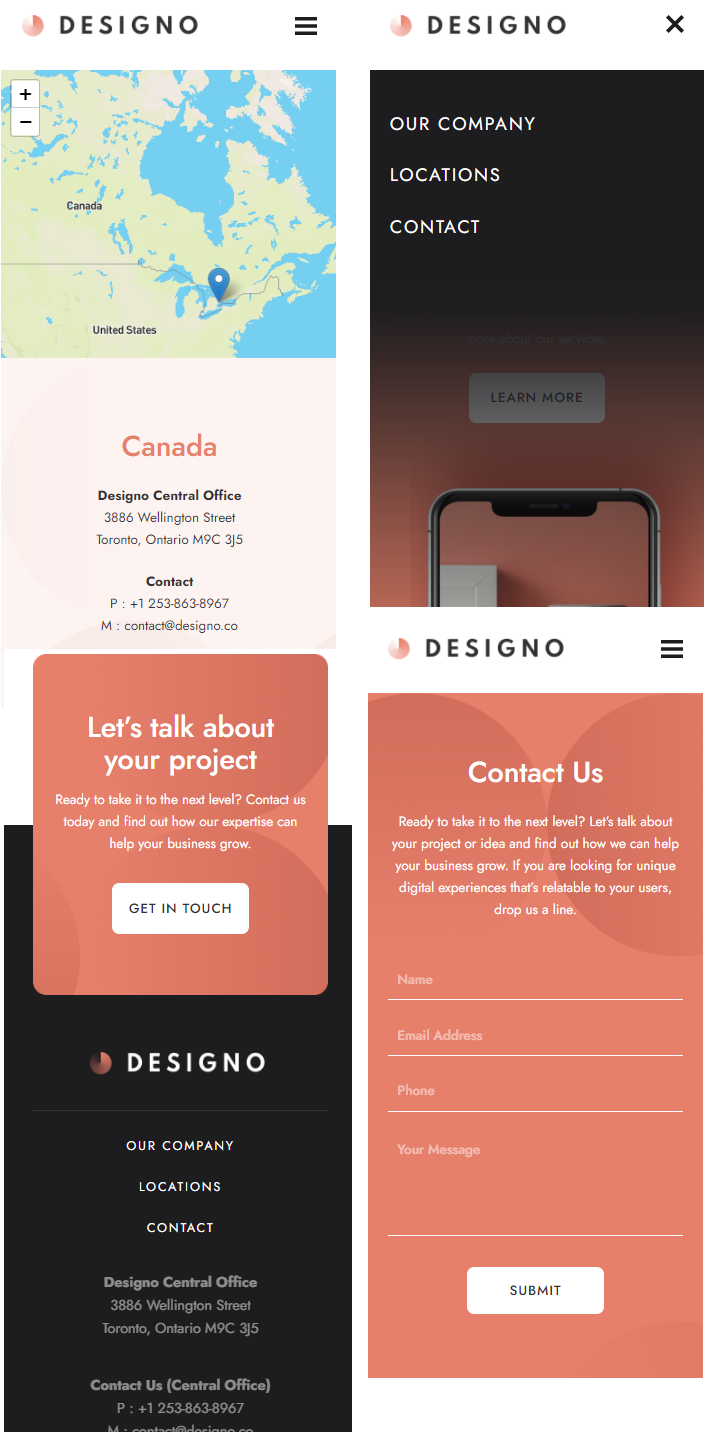 DESIGNO
+
−
Canada
United States
Canada
Designo Central Office
3886 Wellington Street
Toronto, Ontario M9C 3J5
Contact
P : +1 253-863-8967
M : contact@designo.co
Let’s talk about
your project
Ready to take it to the next level? Contact us
today and find out how our expertise can
help your business grow.
GET IN TOUCH
DESIGNO
OUR COMPANY
LOCATIONS
CONTACT
Designo Central Office
3886 Wellington Street
Toronto, Ontario M9C 3J5
Contact Us (Central Office)
P : +1 253-863-8967
M : contact@designo.co
DESIGNO
OUR COMPANY
LOCATIONS
CONTACT
more about our services.
LEARN MORE
DESIGNO
Contact Us
Ready to take it to the next level? Let’s talk about
your project or idea and find out how we can help
your business grow. If you are looking for unique
digital experiences that’s relatable to your users,
drop us a line.
Name
Email Address
Phone
Your Message
SUBMIT